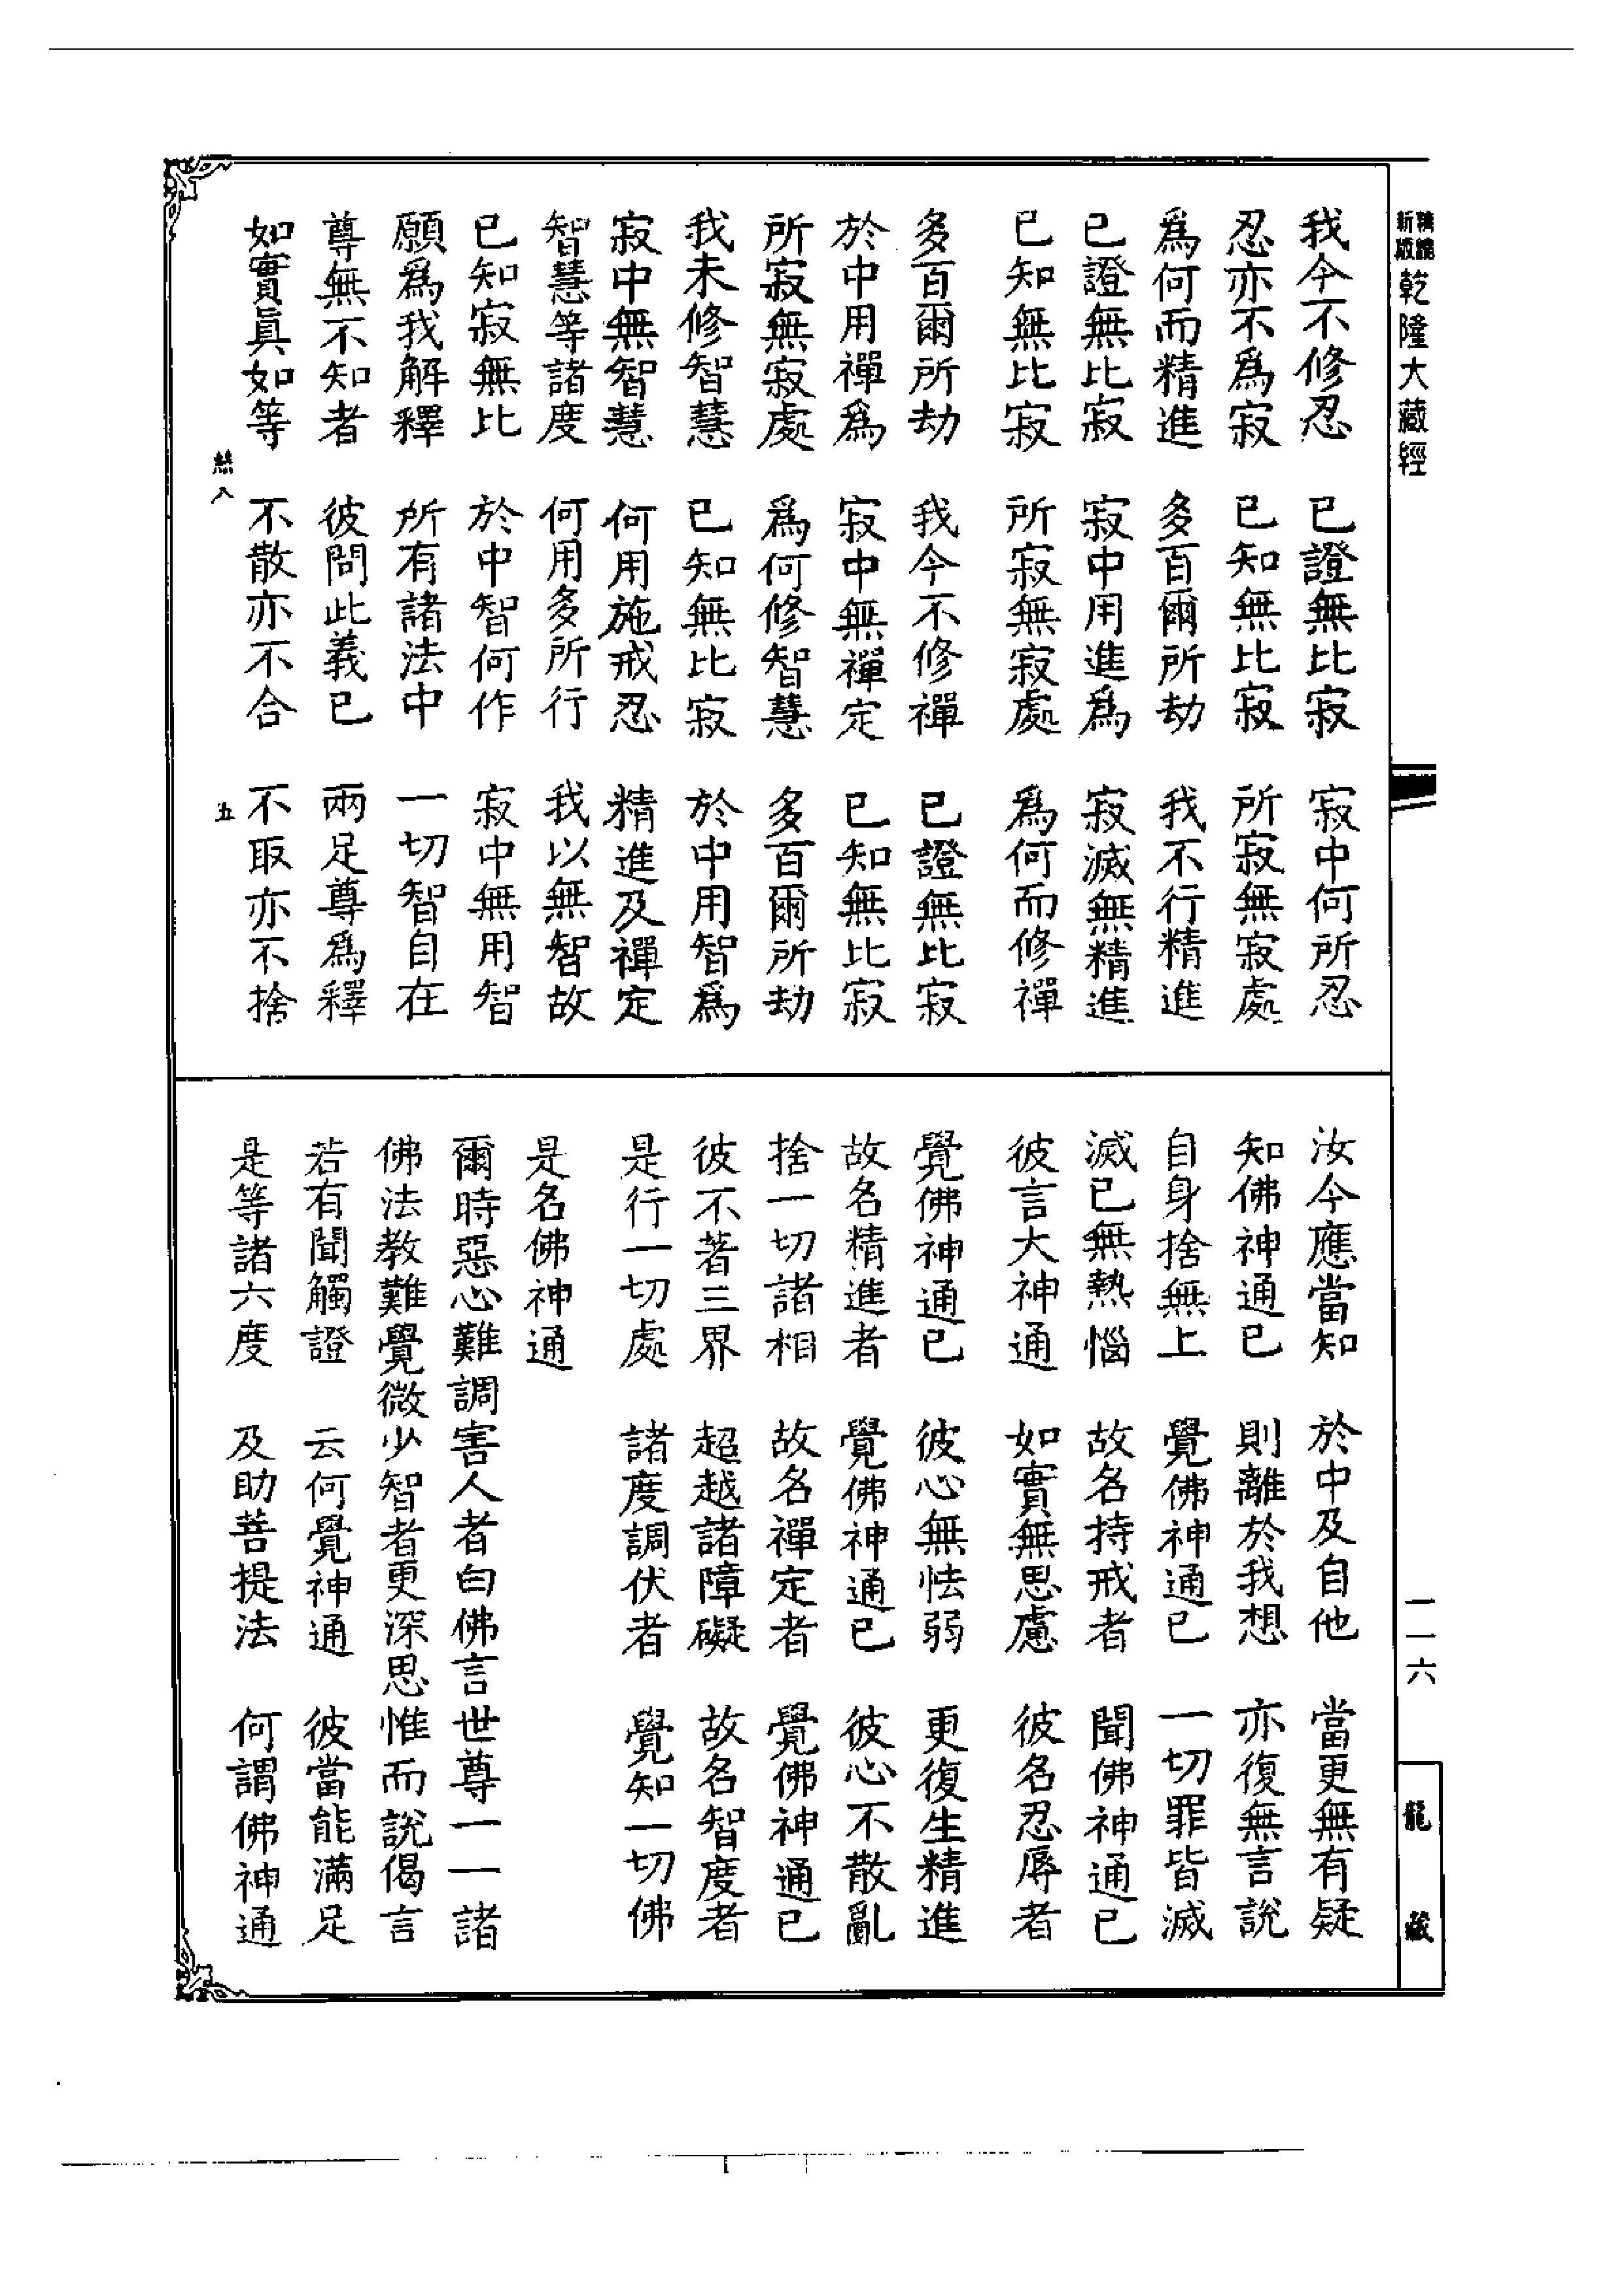 新版
精縮
乾隆大藏經
我今不修忍　已證無比寂　寂中何所忍
忍亦不爲寂　已知無比寂　所寂無寂處
爲何而精進　多百爾所劫　我不行精進
已證無比寂　寂中用進爲　寂滅無精進
已知無比寂　所寂無寂處　爲何而修禪
多百爾所劫　我今不修禪　已證無比寂
於中用禪爲　寂中無禪定　已知無比寂
所寂無寂處　爲何修智慧　多百爾所劫
我未修智慧　已知無比寂　於中用智爲
寂中無智慧　何用施戒忍　精進及禪定
智慧等諸度　何用多所行　我以無智故
已知寂無比　於中智何作　寂中無用智
願爲我解釋　所有諸法中　一切智自在
尊無不知者　彼問此義已　兩足尊爲釋
如實眞如等　不散亦不合　不取亦不捨
絲八　五
汝今應當知　於中及自他　當更無有疑
知佛神通已　則離於我想　亦復無言說
自身捨無上　覺佛神通已　一切罪皆滅
滅已無熱惱　故名持戒者　聞佛神通已
彼言大神通　如實無思慮　彼名忍辱者
覺佛神通已　彼心無怯弱　更復生精進
故名精進者　覺佛神通已　彼心不散亂
捨一切諸相　故名禪定者　覺佛神通已
彼不著三界　超越諸障礙　故名智度者
是行一切處　諸度調伏者　覺知一切佛
是名佛神通
爾時惡心難調害人者白佛言世尊一一諸
佛法教難覺微少智者更深思惟而說偈言
若有聞觸證　云何覺神通　彼當能滿足
是等諸六度　及助菩提法　何謂佛神通
一一六
龍藏